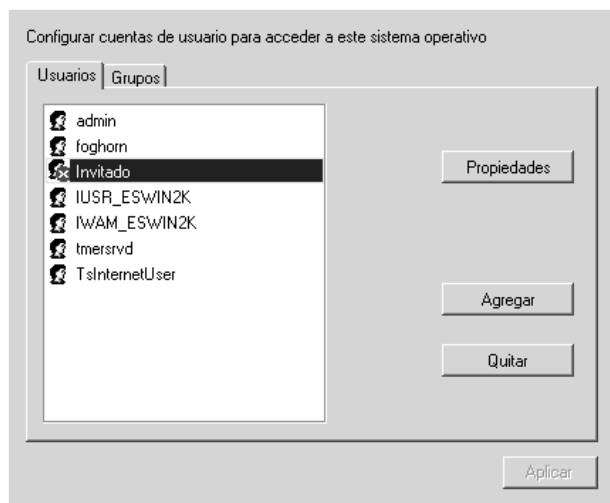 Configurar cuentas de usuario para acceder a este sistema operativo
Usuarios Grupos
admin
foghorn
Invitado
Propiedades
IUSR_ESWIN2K
IWAM_ESWIN2K
tmersrvd
TsInternetUser
Agregar
Quitar
Aplicar